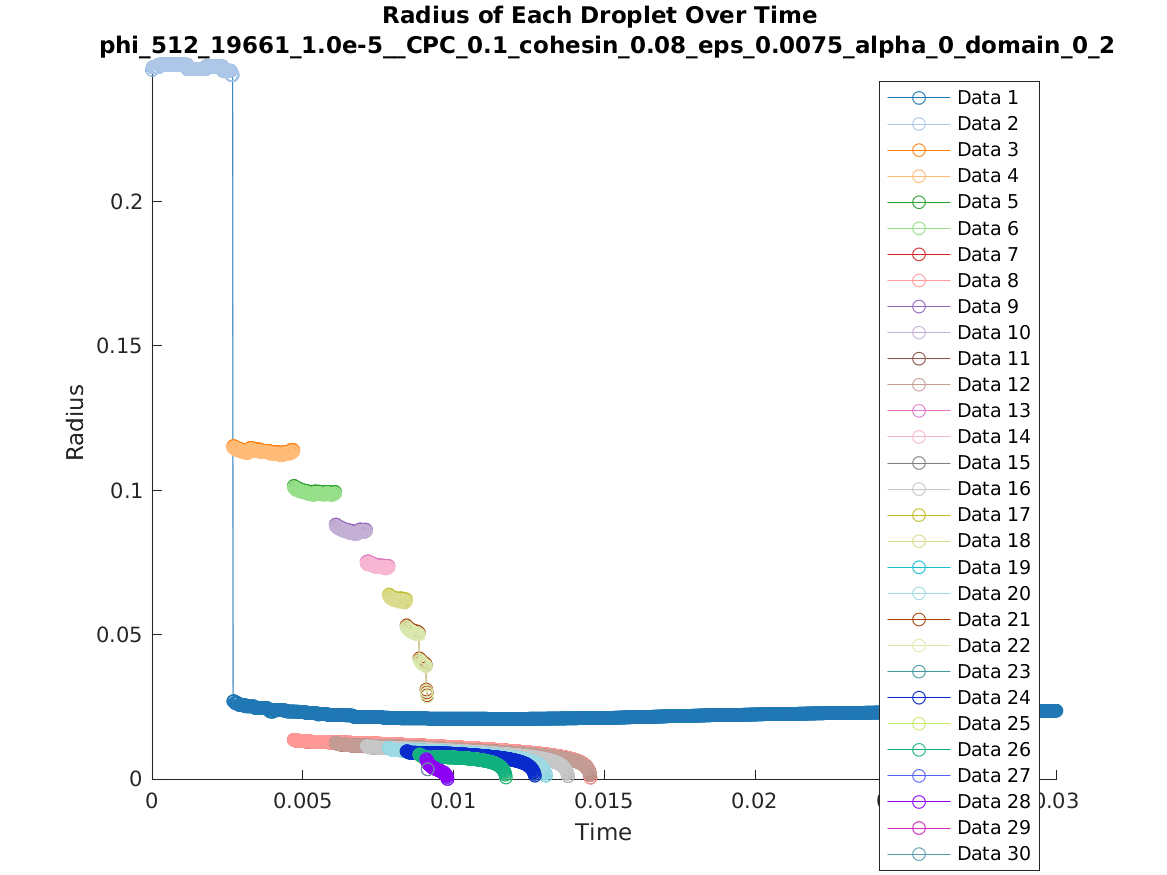 Radius of Each Droplet Over Time
phi_512_19661_1.0e-5__CPC_0.1_cohesin_0.08_eps_0.0075_alpha_0_domain_0_2
0.2
0.15
0.1
0.05
0
Radius
0
0.005
0.01
0.015
0.02
0.03
Time
Data 1
Data 2
Data 3
Data 4
Data 5
Data 6
Data 7
Data 8
Data 9
Data 10
Data 11
Data 12
Data 13
Data 14
Data 15
Data 16
Data 17
Data 18
Data 19
Data 20
Data 21
Data 22
Data 23
Data 24
Data 25
Data 26
Data 27
Data 28
Data 29
Data 30